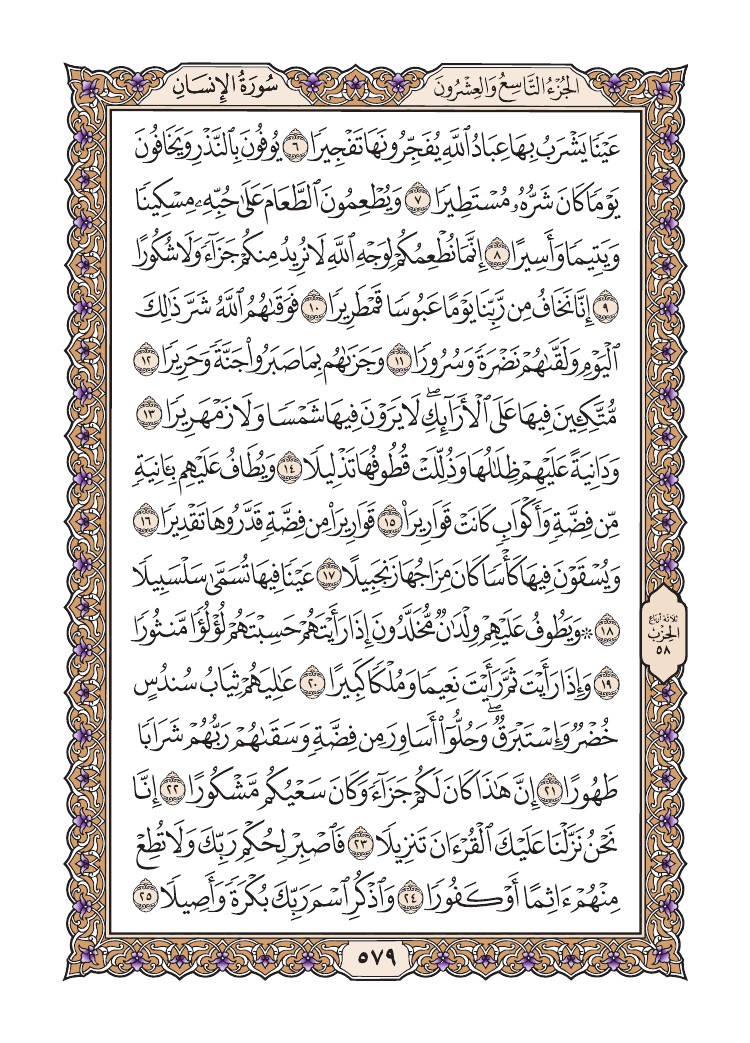 سُورَةُ الإِنسَانِ
الجُزْءُ التَّاسِعُ وَالعِشْرُونَ
عَيْنًا يَشْرَبُ بِهَا عِبَادُ ٱللَّهِ يُفَجِّرُونَهَا تَفْجِيرًا ٦ يُوفُونَ بِٱلنَّذْرِ وَيَخَافُونَ
يَوْمًا كَانَ شَرُّهُۥ مُسْتَطِيرًا ٧ وَيُطْعِمُونَ ٱلطَّعَامَ عَلَىٰ حُبِّهِۦ مِسْكِينًا
وَيَتِيمًا وَأَسِيرًا ٨ إِنَّمَا نُطْعِمُكُمْ لِوَجْهِ ٱللَّهِ لَا نُرِيدُ مِنكُمْ جَزَآءً وَلَا شُكُورًا
٩ إِنَّا نَخَافُ مِن رَّبِّنَا يَوْمًا عَبُوسًا قَمْطَرِيرًا ١٠ فَوَقَىٰهُمُ ٱللَّهُ شَرَّ ذَٰلِكَ
ٱلْيَوْمِ وَلَقَّىٰهُمْ نَضْرَةً وَسُرُورًا ١١ وَجَزَىٰهُم بِمَا صَبَرُوا۟ جَنَّةً وَحَرِيرًا ١٢
مُّتَّكِـِٔينَ فِيهَا عَلَى ٱلْأَرَآئِكِ ۖ لَا يَرَوْنَ فِيهَا شَمْسًا وَلَا زَمْهَرِيرًا ١٣
وَدَانِيَةً عَلَيْهِمْ ظِلَٰلُهَا وَذُلِّلَتْ قُطُوفُهَا تَذْلِيلًا ١٤ وَيُطَافُ عَلَيْهِم بِـَٔانِيَةٍ
مِّن فِضَّةٍ وَأَكْوَابٍ كَانَتْ قَوَارِيرَا۠ ١٥ قَوَارِيرَا۟ مِن فِضَّةٍ قَدَّرُوهَا تَقْدِيرًا ١٦
وَيُسْقَوْنَ فِيهَا كَأْسًا كَانَ مِزَاجُهَا زَنجَبِيلًا ١٧ عَيْنًا فِيهَا تُسَمَّىٰ سَلْسَبِيلًا
١٨ ۞ وَيَطُوفُ عَلَيْهِمْ وِلْدَٰنٌ مُّخَلَّدُونَ إِذَا رَأَيْتَهُمْ حَسِبْتَهُمْ لُؤْلُؤًا مَّنثُورًا
١٩ وَإِذَا رَأَيْتَ ثَمَّ رَأَيْتَ نَعِيمًا وَمُلْكًا كَبِيرًا ٢٠ عَٰلِيَهُمْ ثِيَابُ سُندُسٍ
خُضْرٌ وَإِسْتَبْرَقٌ ۖ وَحُلُّوٓا۟ أَسَاوِرَ مِن فِضَّةٍ وَسَقَىٰهُمْ رَبُّهُمْ شَرَابًا
طَهُورًا ٢١ إِنَّ هَٰذَا كَانَ لَكُمْ جَزَآءً وَكَانَ سَعْيُكُم مَّشْكُورًا ٢٢ إِنَّا
نَحْنُ نَزَّلْنَا عَلَيْكَ ٱلْقُرْءَانَ تَنزِيلًا ٢٣ فَٱصْبِرْ لِحُكْمِ رَبِّكَ وَلَا تُطِعْ
مِنْهُمْ ءَاثِمًا أَوْ كَفُورًا ٢٤ وَٱذْكُرِ ٱسْمَ رَبِّكَ بُكْرَةً وَأَصِيلًا ٢٥
ثلاثة أرباع
الحِزْب
٥٨
٥٧٩